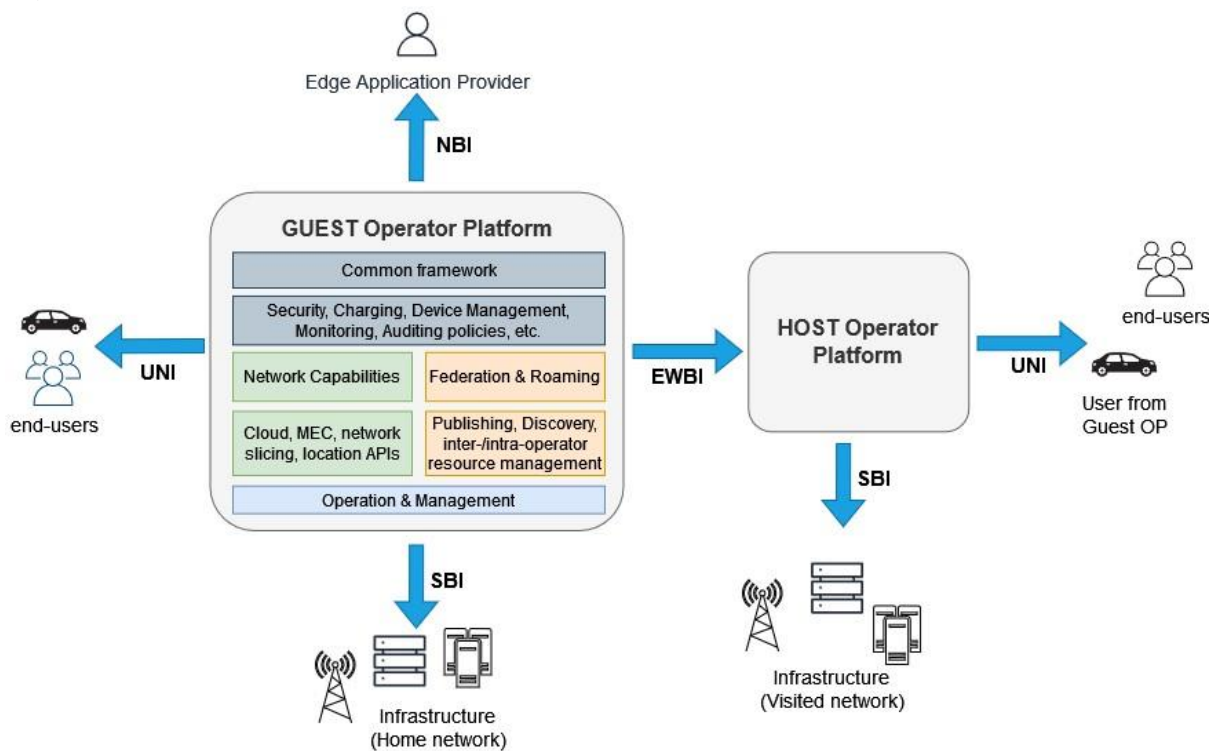 Edge Application Provider
NBI
GUEST Operator Platform
Common framework
Security, Charging, Device Management,
Monitoring, Auditing policies, etc.
Network Capabilities
Federation & Roaming
Cloud, MEC, network
slicing, location APIs
Publishing, Discovery,
inter-/intra-operator
resource management
Operation & Management
UNI
end-users
EWBI
HOST Operator
Platform
UNI
end-users
User from
Guest OP
SBI
Infrastructure
(Home network)
SBI
Infrastructure
(Visited network)